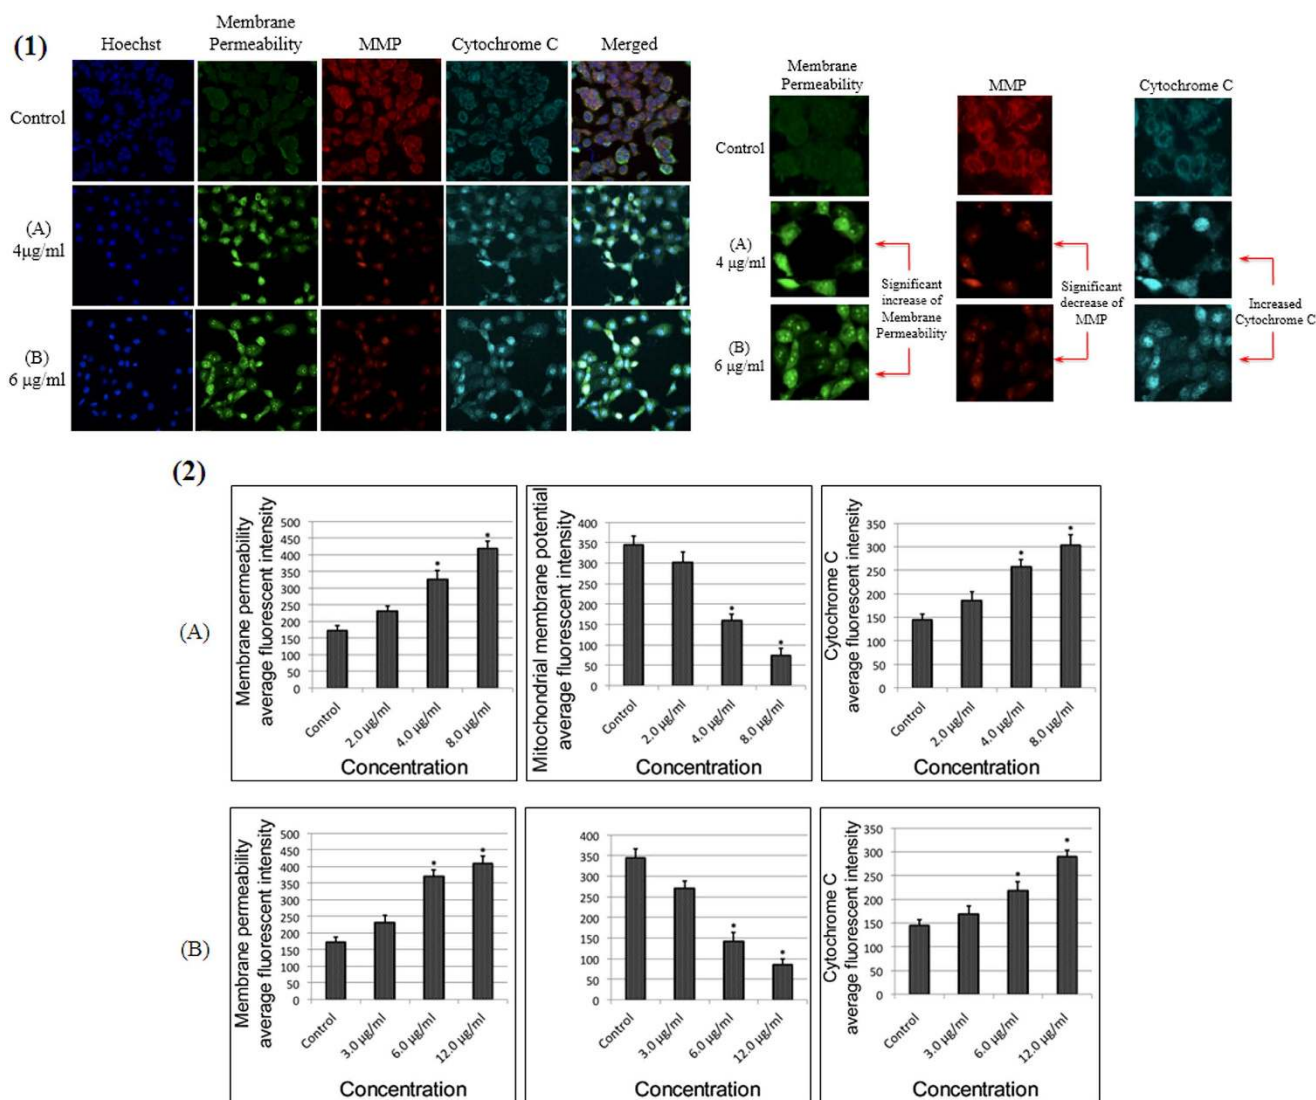 (1)
Hoechst
Membrane
Permeability
MMP
Cytochrome C
Merged
Control
(A)
4μg/ml
(B)
6 μg/ml
Membrane
Permeability
MMP
Cytochrome C
Control
(A)
4 μg/ml
(B)
6 μg/ml
Significant
increase of
Membrane
Permeability
Significant
decrease of
MMP
Increased
Cytochrome C
(2)
(A)
Membrane permeability
average fluorescent intensity
500
450
400
350
300
250
200
150
100
50
0
* *
Control 2.0 μg/ml 4.0 μg/ml 8.0 μg/ml
Concentration
Mitochondrial membrane potential
average fluorescent intensity
400
350
300
250
200
150
100
50
0
* *
Control 2.0 μg/ml 4.0 μg/ml 8.0 μg/ml
Concentration
Cytochrome C
average fluorescent intensity
350
300
250
200
150
100
50
0
* *
Control 2.0 μg/ml 4.0 μg/ml 8.0 μg/ml
Concentration
(B)
Membrane permeability
average fluorescent intensity
500
450
400
350
300
250
200
150
100
50
0
* *
Control 3.0 μg/ml 6.0 μg/ml 12.0 μg/ml
Concentration
400
350
300
250
200
150
100
50
0
* *
Control 3.0 μg/ml 6.0 μg/ml 12.0 μg/ml
Concentration
Cytochrome C
average fluorescent intensity
350
300
250
200
150
100
50
0
* *
Control 3.0 μg/ml 6.0 μg/ml 12.0 μg/ml
Concentration